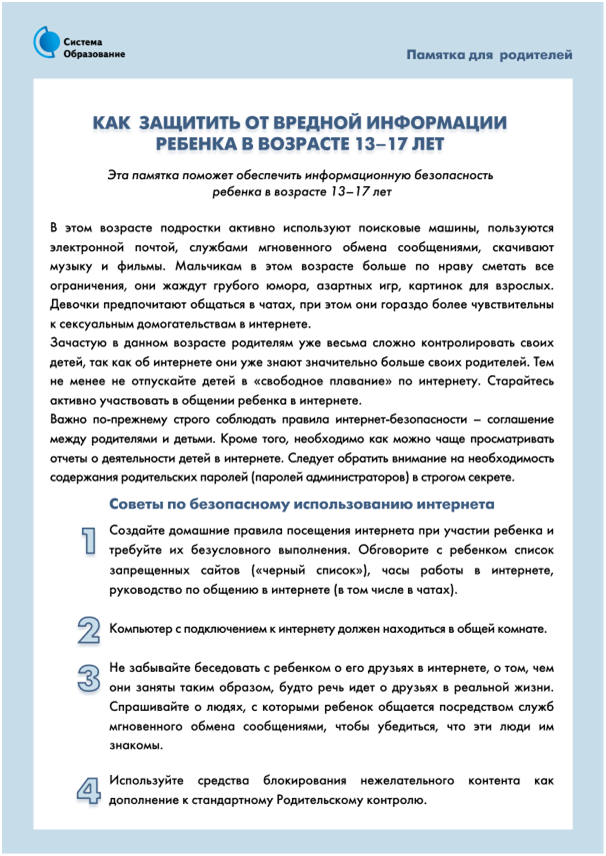 Система
Образование
Памятка для родителей
КАК ЗАЩИТИТЬ ОТ ВРЕДНОЙ ИНФОРМАЦИИ
РЕБЕНКА В ВОЗРАСТЕ 13–17 ЛЕТ
Эта памятка поможет обеспечить информационную безопасность
ребенка в возрасте 13–17 лет
В этом возрасте подростки активно используют поисковые машины, пользуются
электронной почтой, службами мгновенного обмена сообщениями, скачивают
музыку и фильмы. Мальчикам в этом возрасте больше по нраву сметать все
ограничения, они жаждут грубого юмора, азартных игр, картинок для взрослых.
Девочки предпочитают общаться в чатах, при этом они гораздо более чувствительны
к сексуальным домогательствам в интернете.
Зачастую в данном возрасте родителям уже весьма сложно контролировать своих
детей, так как об интернете они уже знают значительно больше своих родителей. Тем
не менее не отпускайте детей в «свободное плавание» по интернету. Старайтесь
активно участвовать в общении ребенка в интернете.
Важно по-прежнему строго соблюдать правила интернет-безопасности – соглашение
между родителями и детьми. Кроме того, необходимо как можно чаще просматривать
отчеты о деятельности детей в интернете. Следует обратить внимание на необходимость
содержания родительских паролей (паролей администраторов) в строгом секрете.
Советы по безопасному использованию интернета
1 Создайте домашние правила посещения интернета при участии ребенка и
требуйте их безусловного выполнения. Обговорите с ребенком список
запрещенных сайтов («черный список»), часы работы в интернете,
руководство по общению в интернете (в том числе в чатах).
2 Компьютер с подключением к интернету должен находиться в общей комнате.
3 Не забывайте беседовать с ребенком о его друзьях в интернете, о том, чем
они заняты таким образом, будто речь идет о друзьях в реальной жизни.
Спрашивайте о людях, с которыми ребенок общается посредством служб
мгновенного обмена сообщениями, чтобы убедиться, что эти люди им
знакомы.
4 Используйте средства блокирования нежелательного контента как
дополнение к стандартному Родительскому контролю.